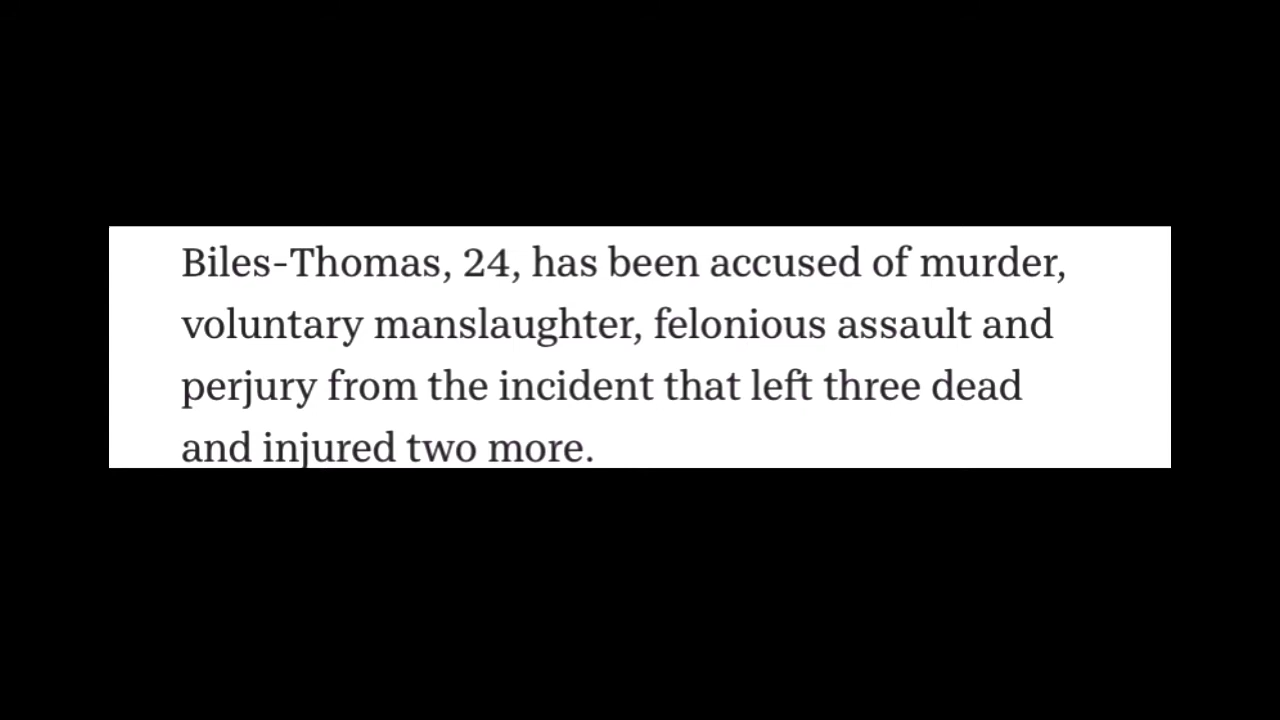 Biles-Thomas, 24, has been accused of murder,
voluntary manslaughter, felonious assault and
perjury from the incident that left three dead
and injured two more.